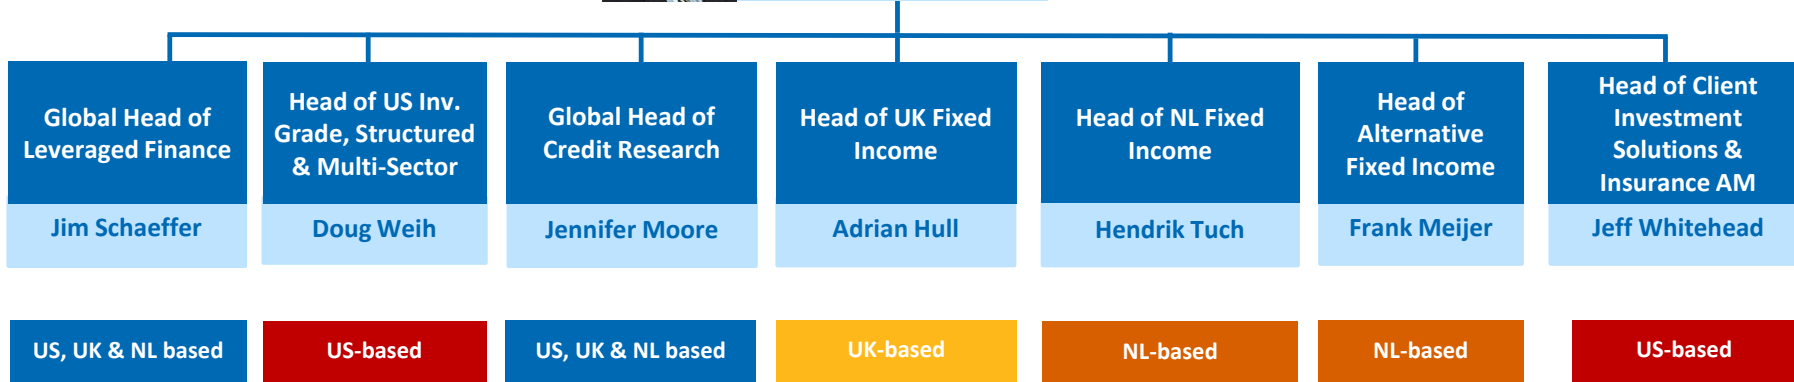 Global Head of
Leveraged Finance
Jim Schaeffer
Head of US Inv.
Grade, Structured
& Multi-Sector
Doug Weih
Global Head of
Credit Research
Jennifer Moore
Head of UK Fixed
Income
Adrian Hull
Head of NL Fixed
Income
Hendrik Tuch
Head of
Alternative
Fixed Income
Frank Meijer
Head of Client
Investment
Solutions &
Insurance AM
Jeff Whitehead
US, UK & NL based
US-based
US, UK & NL based
UK-based
NL-based
NL-based
US-based